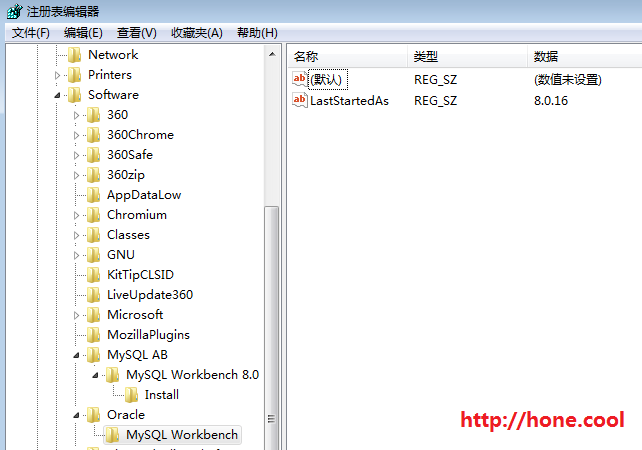 注册表编辑器
文件(F) 编辑(E) 查看(V) 收藏夹(A) 帮助(H)
Network
Printers
Software
360
360Chrome
360Safe
360zip
AppDataLow
Chromium
Classes
GNU
KitTipCLSID
LiveUpdate360
Microsoft
MozillaPlugins
MySQL AB
MySQL Workbench 8.0
Install
Oracle
MySQL Workbench
名称 类型 数据
(默认) REG_SZ (数值未设置)
LastStartedAs REG_SZ 8.0.16
http://hone.cool